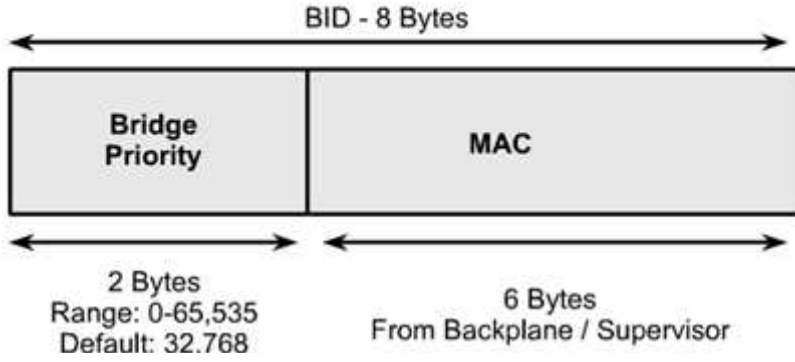 BID - 8 Bytes
Bridge
Priority
MAC
2 Bytes
Range: 0-65,535
Default: 32,768
6 Bytes
From Backplane / Supervisor